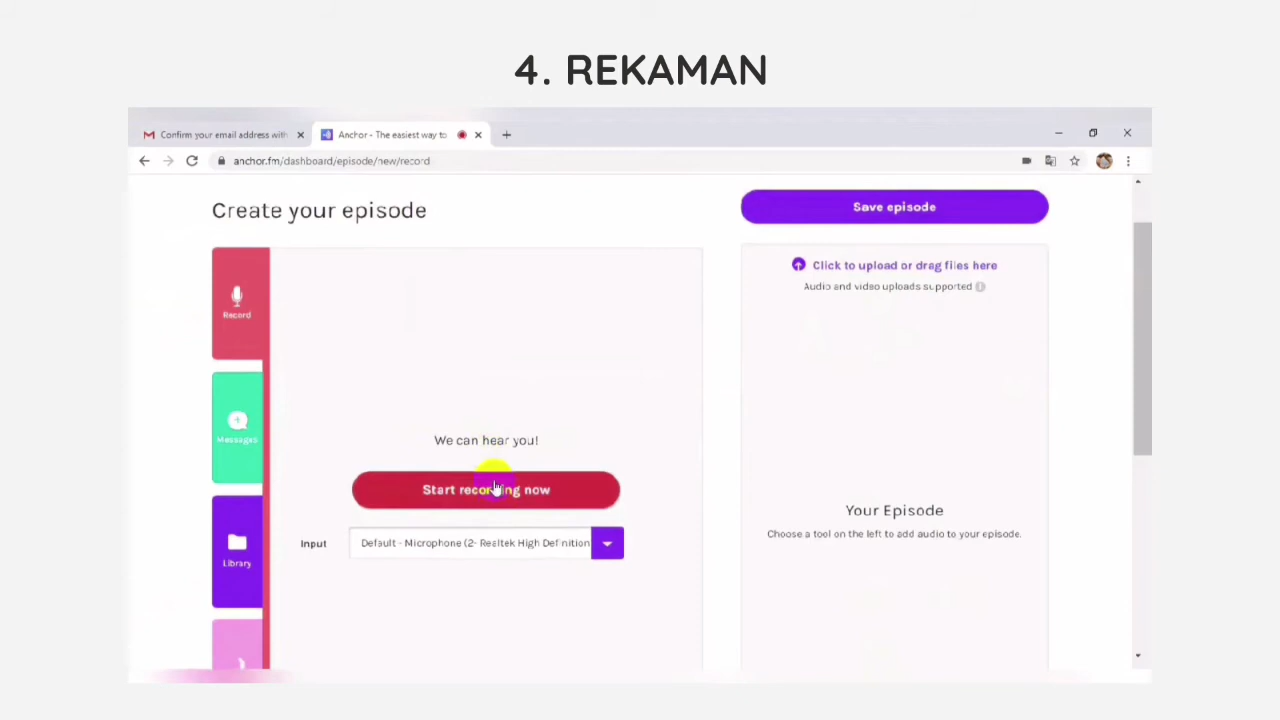 4. REKAMAN
Confirm your email address with
Anchor - The easiest way to
anchor.fm/dashboard/episode/new/record
Create your episode
Save episode
Record
Click to upload or drag files here
Audio and video uploads supported
Messages
We can hear you!
Start recording now
Your Episode
Choose a tool on the left to add audio to your episode.
Input
Default - Microphone (2- Realtek High Definition
Library